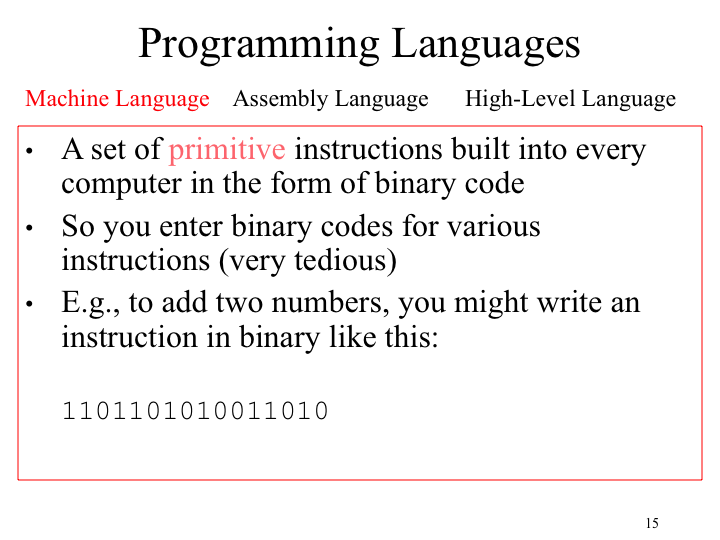 Programming Languages
Machine Language Assembly Language High-Level Language
• A set of primitive instructions built into every
computer in the form of binary code
• So you enter binary codes for various
instructions (very tedious)
• E.g., to add two numbers, you might write an
instruction in binary like this:
1101101010011010
15